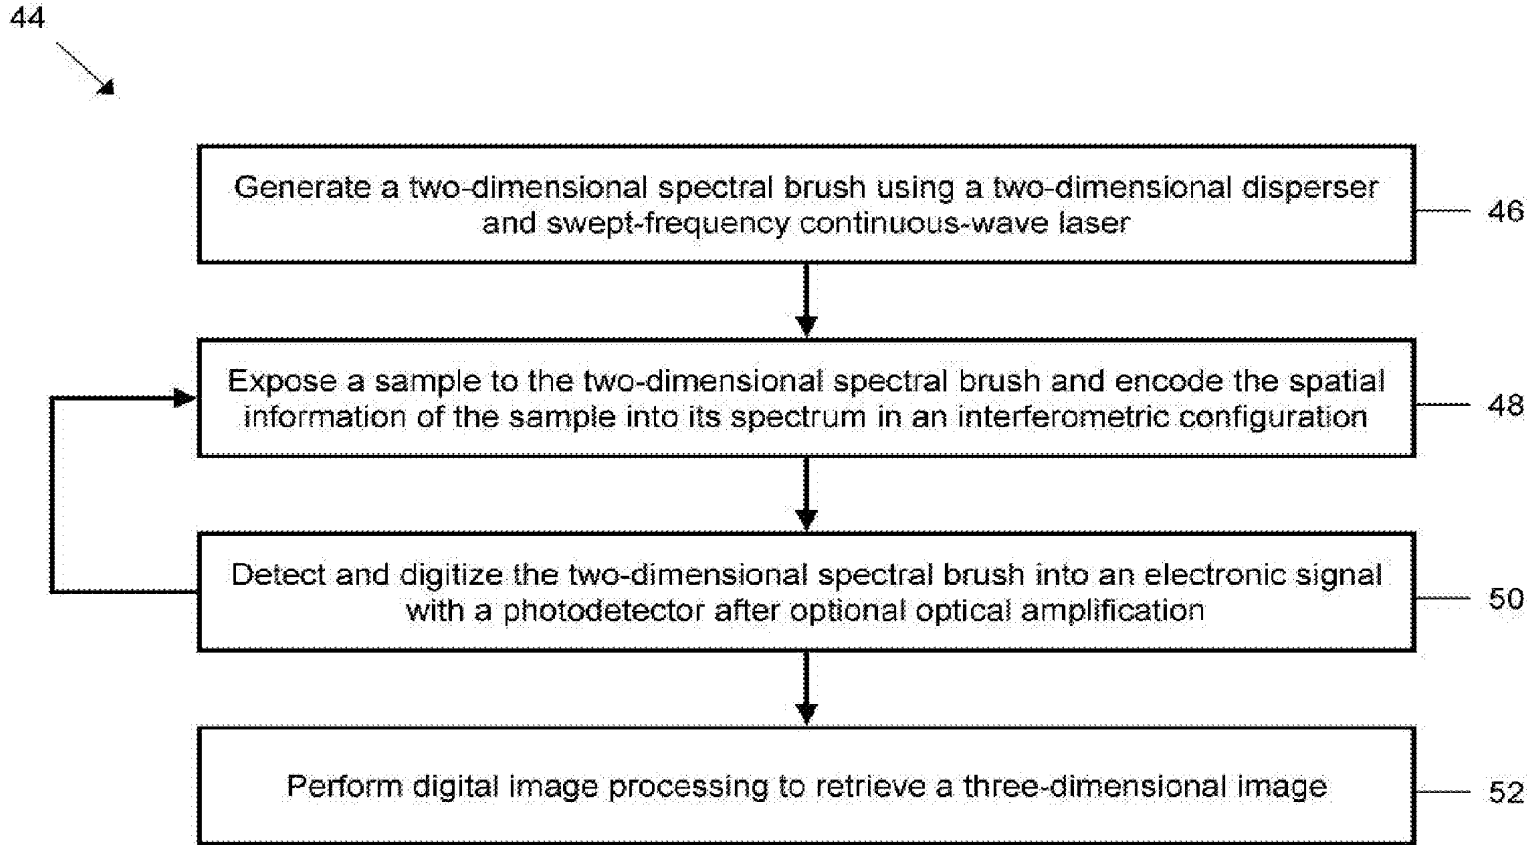 44
Generate a two-dimensional spectral brush using a two-dimensional disperser
and swept-frequency continuous-wave laser
46
Expose a sample to the two-dimensional spectral brush and encode the spatial
information of the sample into its spectrum in an interferometric configuration
48
Detect and digitize the two-dimensional spectral brush into an electronic signal
with a photodetector after optional optical amplification
50
Perform digital image processing to retrieve a three-dimensional image
52